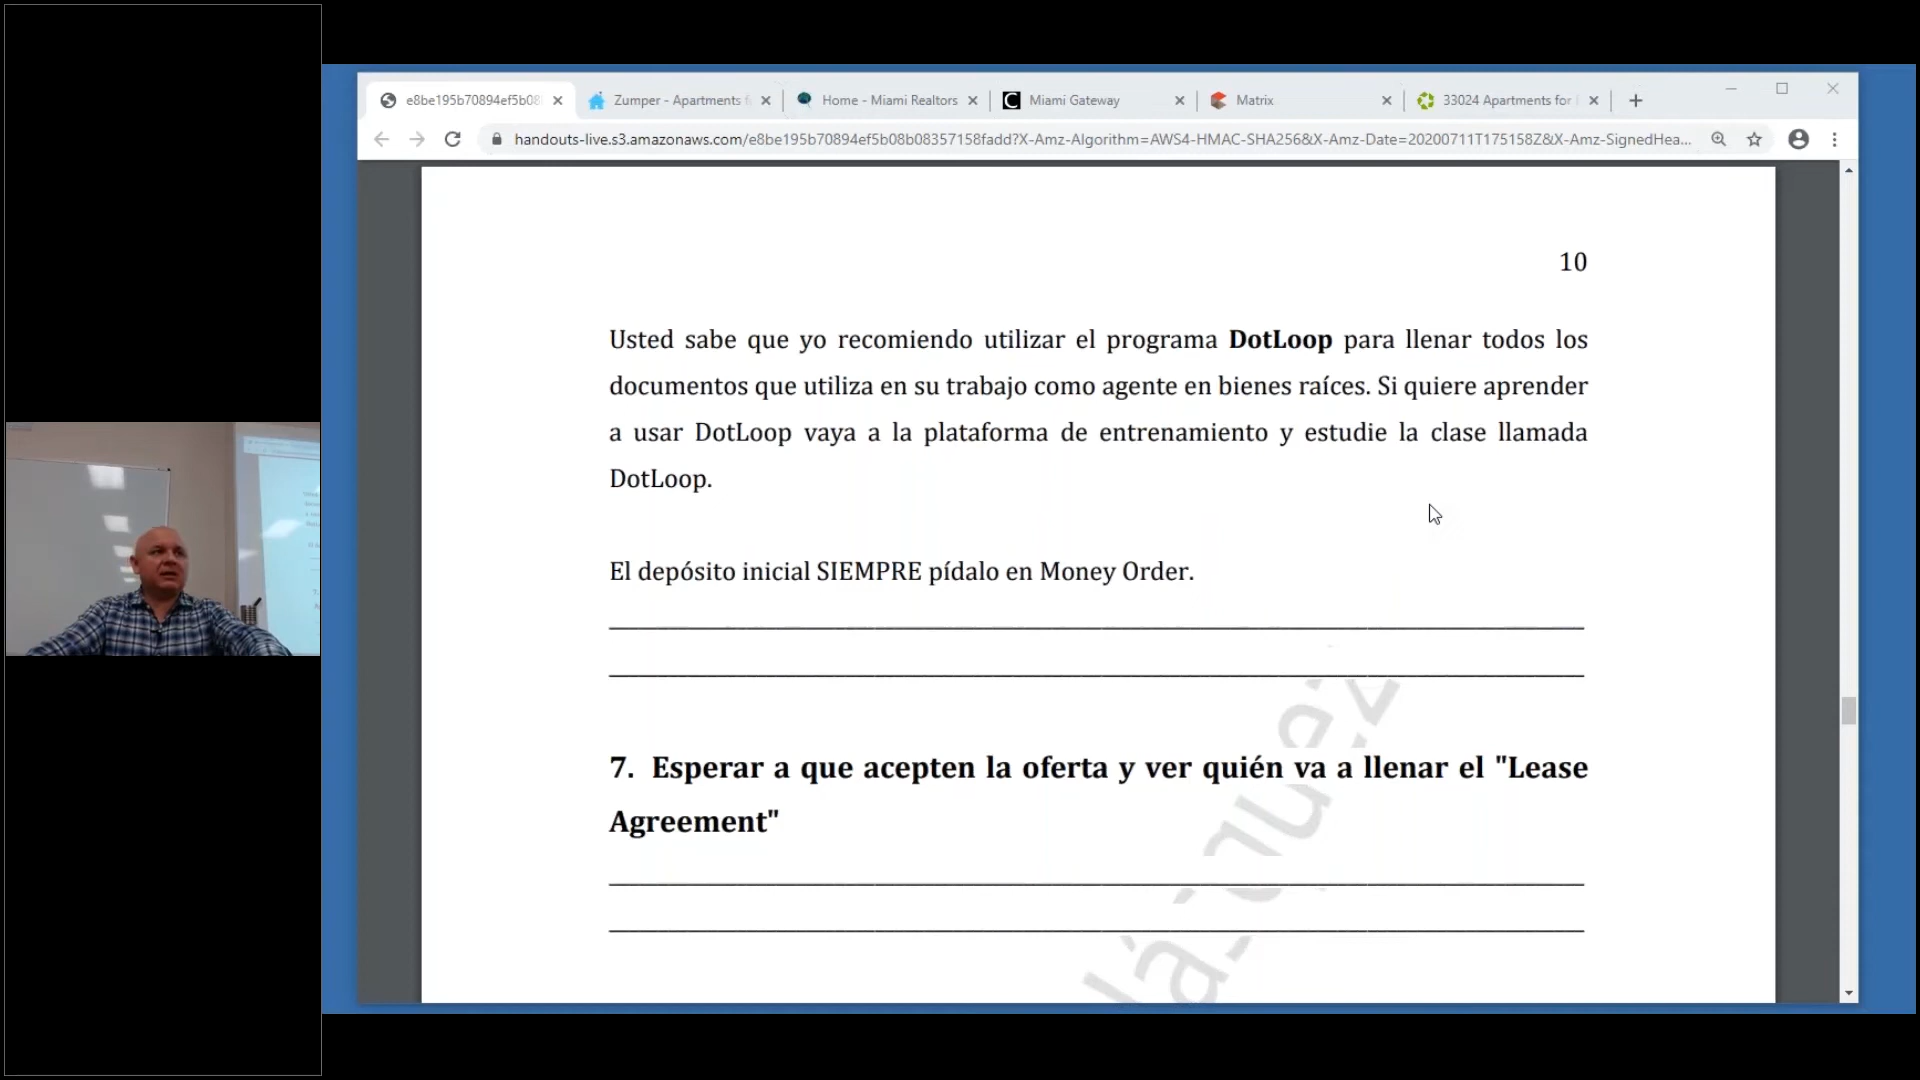 e8be195b70894ef5b08
Zumper - Apartments f
Home - Miami Realtors
Miami Gateway
Matrix
33024 Apartments for
handouts-live.s3.amazonaws.com/e8be195b70894ef5b08b08357158fadd?X-Amz-Algorithm=AWS4-HMAC-SHA256&X-Amz-Date=20200711T175158Z&X-Amz-SignedHea...
10
Usted sabe que yo recomiendo utilizar el programa DotLoop para llenar todos los
documentos que utiliza en su trabajo como agente en bienes raíces. Si quiere aprender
a usar DotLoop vaya a la plataforma de entrenamiento y estudie la clase llamada
DotLoop.
El depósito inicial SIEMPRE pídalo en Money Order.
7. Esperar a que acepten la oferta y ver quién va a llenar el "Lease
Agreement"